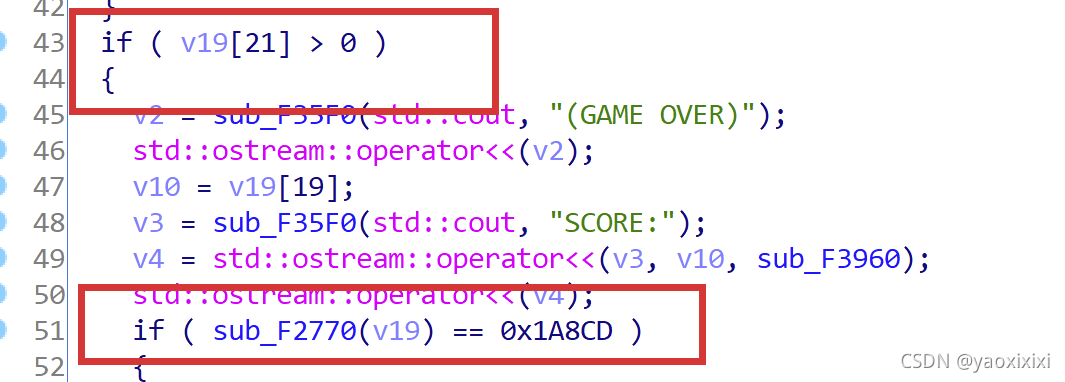 42 }
43 if ( v19[21] > 0 )
44 {
45 v2 = sub_F35F0(std::cout, "(GAME OVER)");
46 std::ostream::operator<<(v2);
47 v10 = v19[19];
48 v3 = sub_F35F0(std::cout, "SCORE:");
49 v4 = std::ostream::operator<<(v3, v10, sub_F3960);
50 std::ostream::operator<<(v4);
51 if ( sub_F2770(v19) == 0x1A8CD )
52 {
CSDN @yaoxixixi